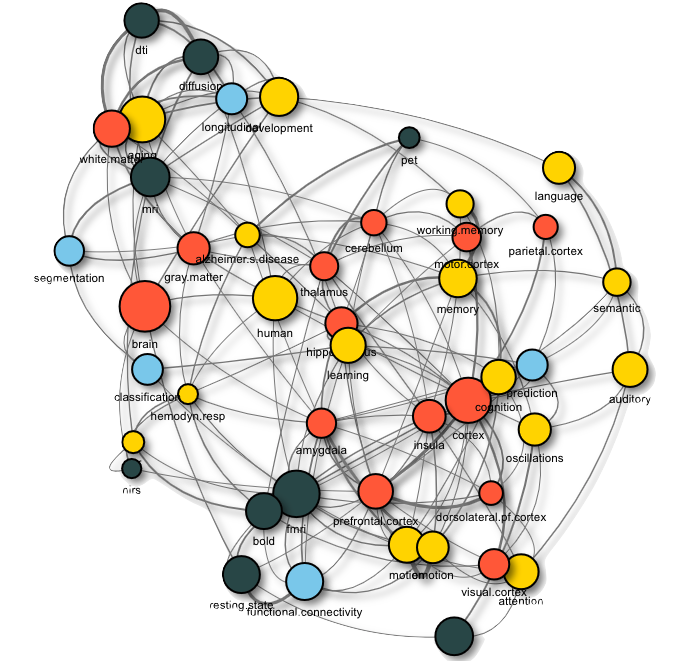 dti
diffusion
longitudinal
development
aging
white.matter
pet
mri
language
working.memory
cerebellum
parietal.cortex
alzheimer.s.disease
motor.cortex
gray.matter
segmentation
thalamus
memory
semantic
human
brain
learning
prediction
classification
cognition
auditory
hemodyn.resp
cortex
insula
amygdala
oscillations
nirs
prefrontal.cortex
dorsolateral.pf.cortex
fmri
bold
emotion
visual.cortex
attention
resting.state
functional.connectivity